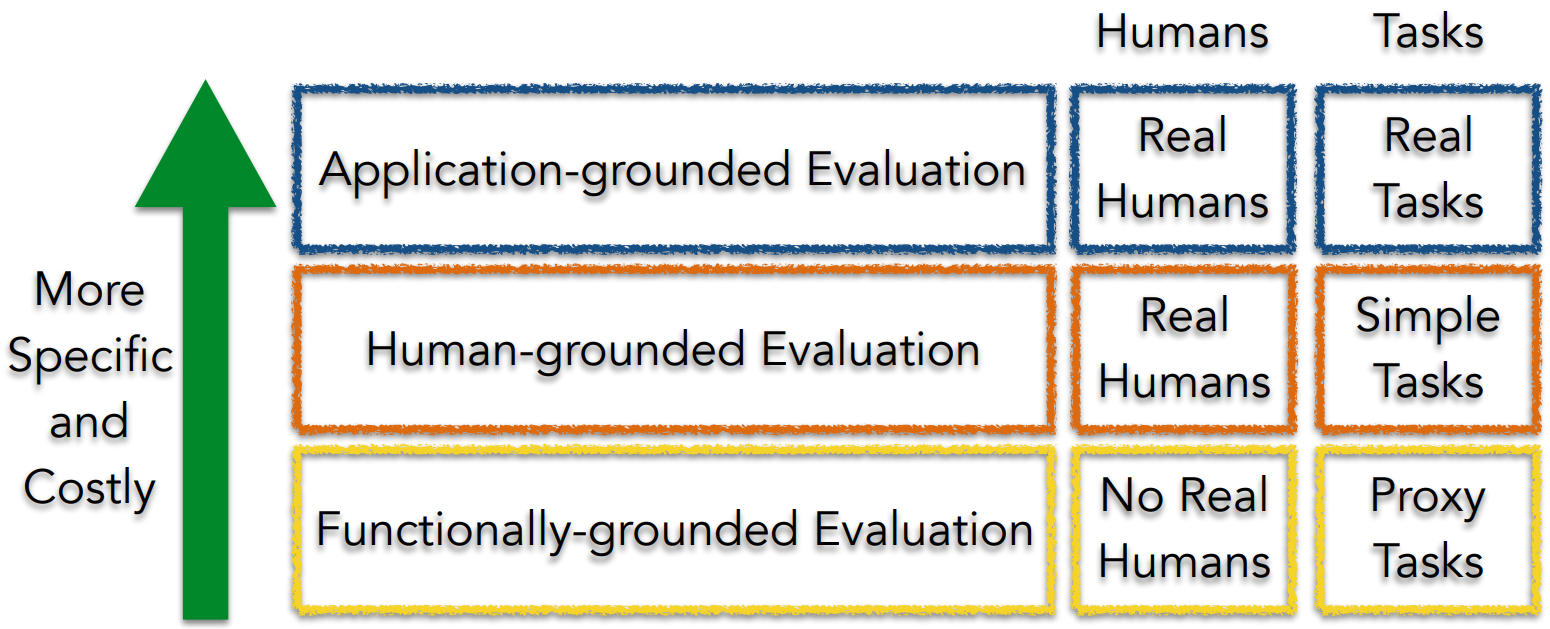 Humans Tasks
Application-grounded Evaluation
Real
Humans
Real
Tasks
More
Specific
and
Costly
Human-grounded Evaluation
Real
Humans
Simple
Tasks
Functionally-grounded Evaluation
No Real
Humans
Proxy
Tasks